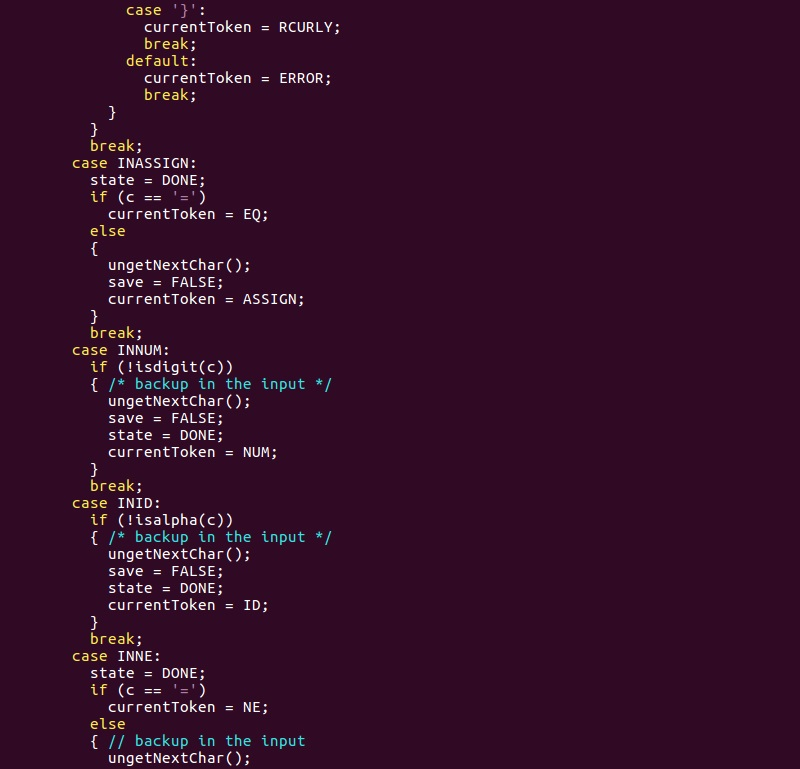 case '}':
currentToken = RCURLY;
break;
default:
currentToken = ERROR;
break;
}
}
break;
case INASSIGN:
state = DONE;
if (c == '=')
currentToken = EQ;
else
{
ungetNextChar();
save = FALSE;
currentToken = ASSIGN;
}
break;
case INNUM:
if (!isdigit(c))
{ /* backup in the input */
ungetNextChar();
save = FALSE;
state = DONE;
currentToken = NUM;
}
break;
case INID:
if (!isalpha(c))
{ /* backup in the input */
ungetNextChar();
save = FALSE;
state = DONE;
currentToken = ID;
}
break;
case INNE:
state = DONE;
if (c == '=')
currentToken = NE;
else
{ // backup in the input
ungetNextChar();